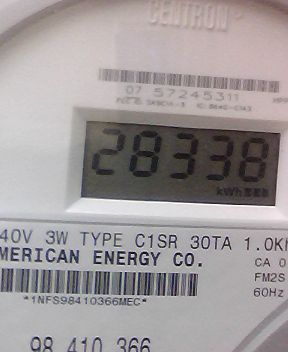 CENTRON
07 57245311
28338
kWh
40V 3W TYPE C1SR 30TA 1.0Kh
MERICAN ENERGY CO.
CA 0
FM2S
60Hz
*1NFS98410366MEC*
98 410 366